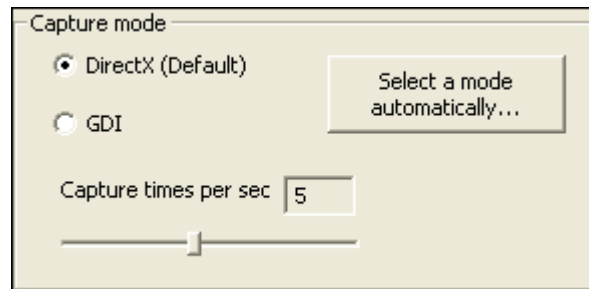 Capture mode
DirectX (Default)
Select a mode
automatically...
GDI
Capture times per sec 5